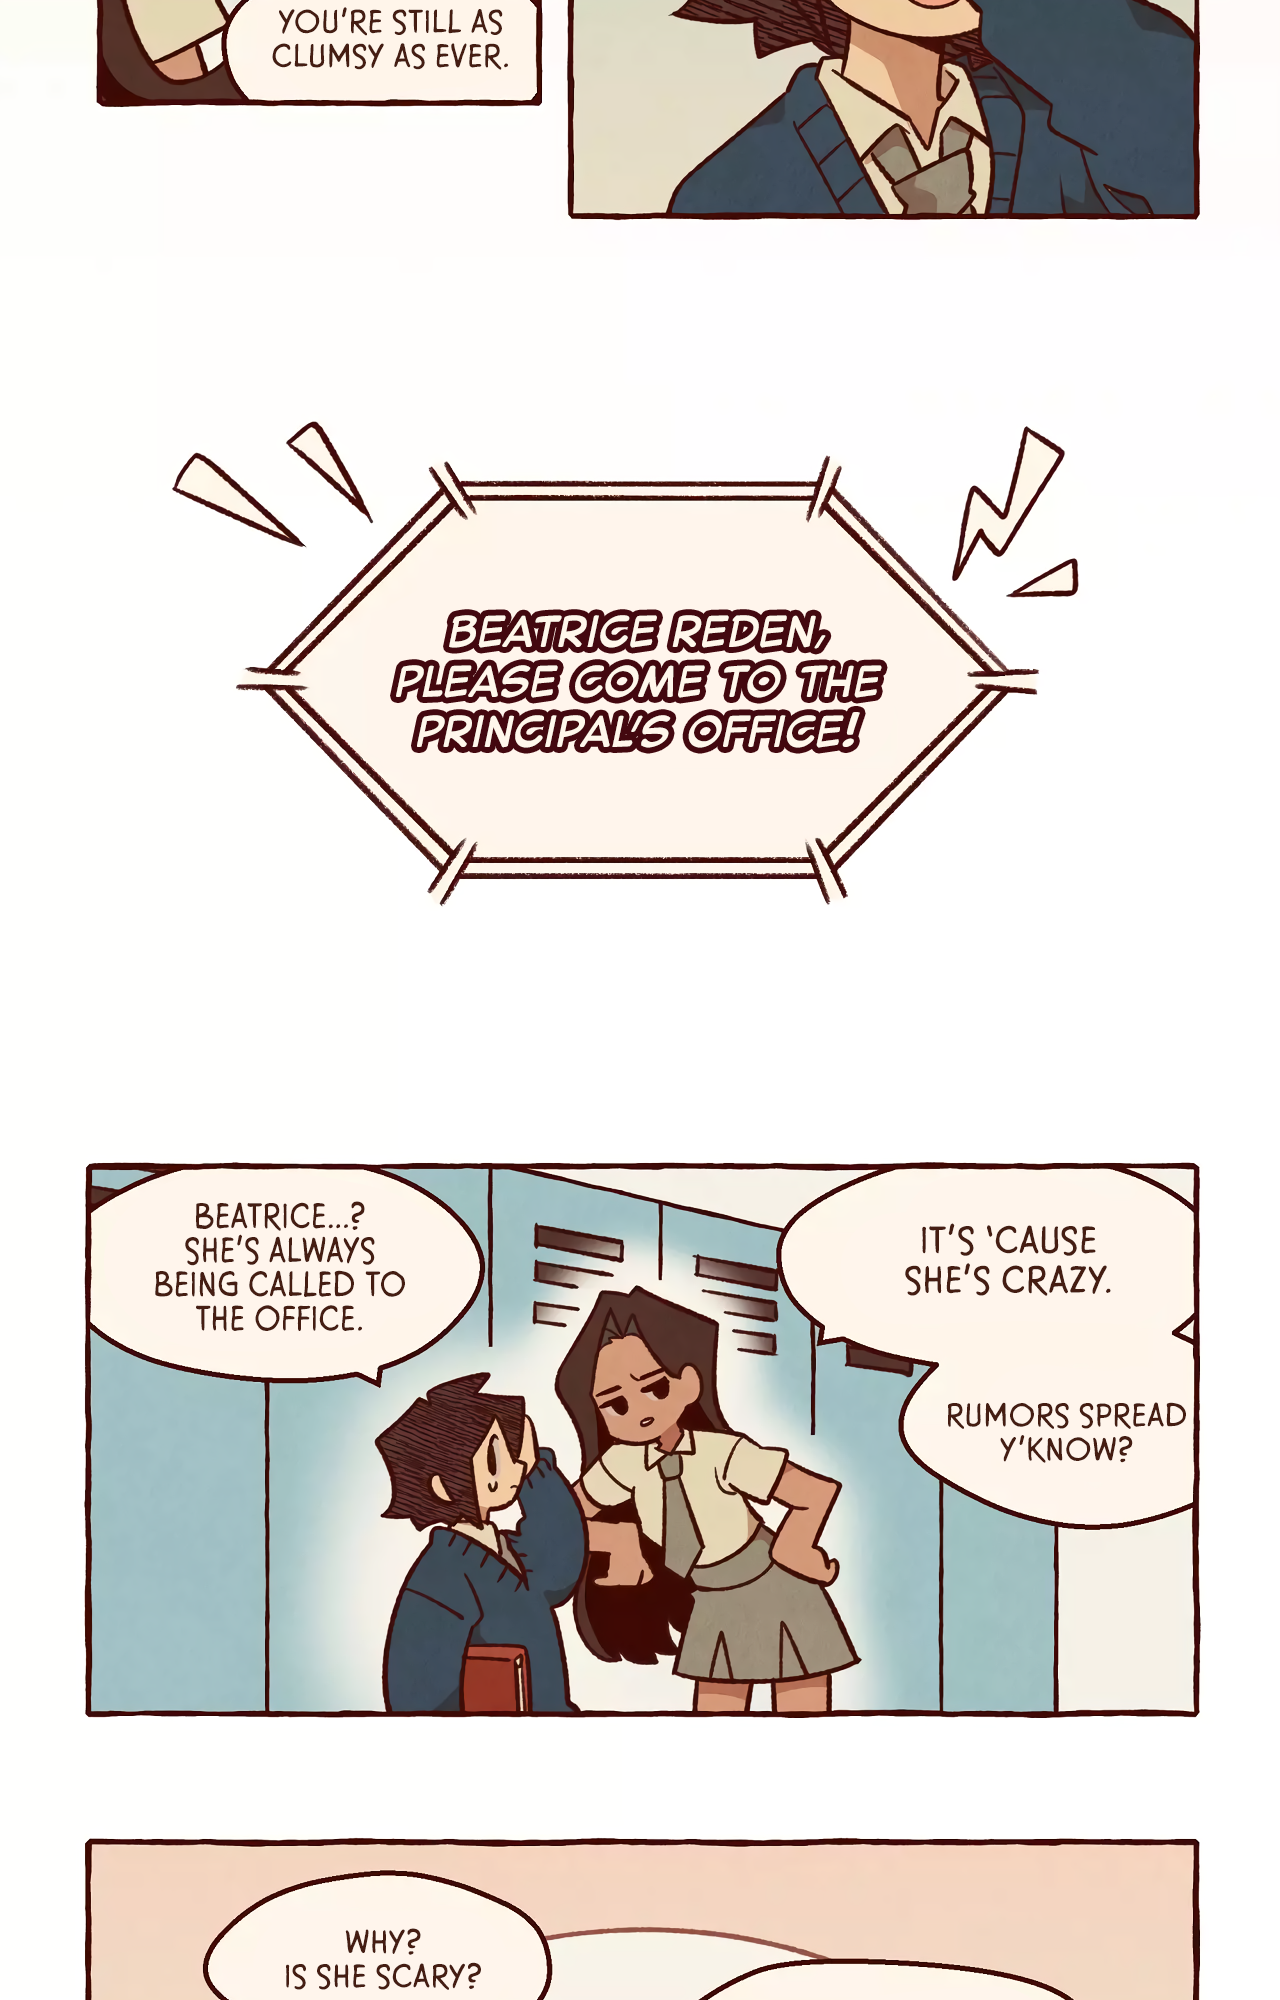 YOU'RE STILL AS
CLUMSY AS EVER.
BEATRICE REDEN,
PLEASE COME TO THE
PRINCIPAL'S OFFICE!
BEATRICE...?
SHE'S ALWAYS
BEING CALLED TO
THE OFFICE.
IT'S 'CAUSE
SHE'S CRAZY.
RUMORS SPREAD
Y'KNOW?
WHY?
IS SHE SCARY?